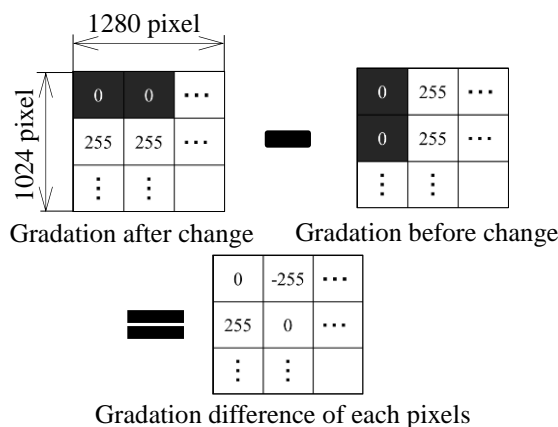 1280 pixel
1024 pixel
0 0 ...
255 255 ...
⋮ ⋮
0 255 ...
0 255 ...
⋮ ⋮
Gradation after change
Gradation before change
0 -255 ...
255 0 ...
⋮ ⋮
Gradation difference of each pixels